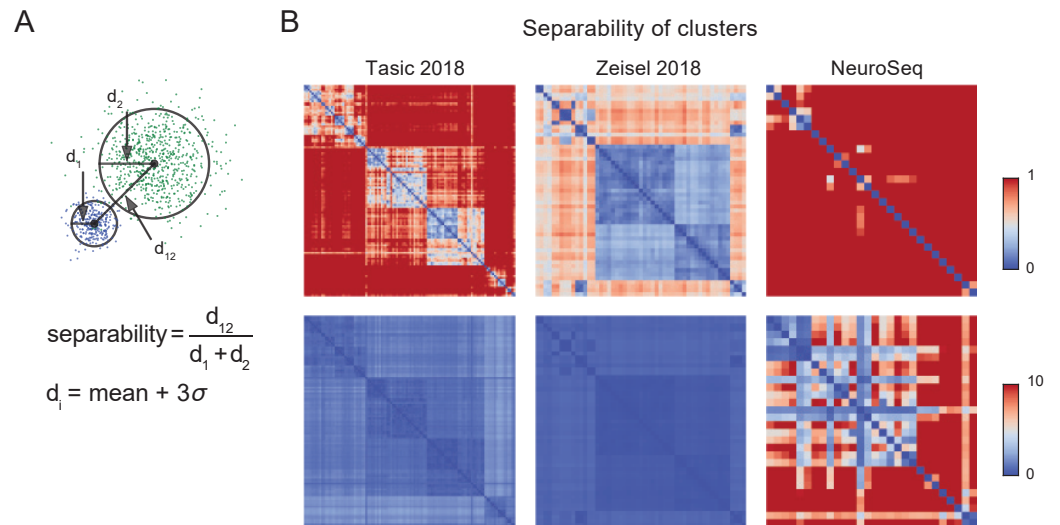 A
B
Separability of clusters
Tasic 2018
Zeisel 2018
NeuroSeq
d2
d1
d12
1
0
separability = d12 / d1 + d2
di = mean + 3σ
10
0